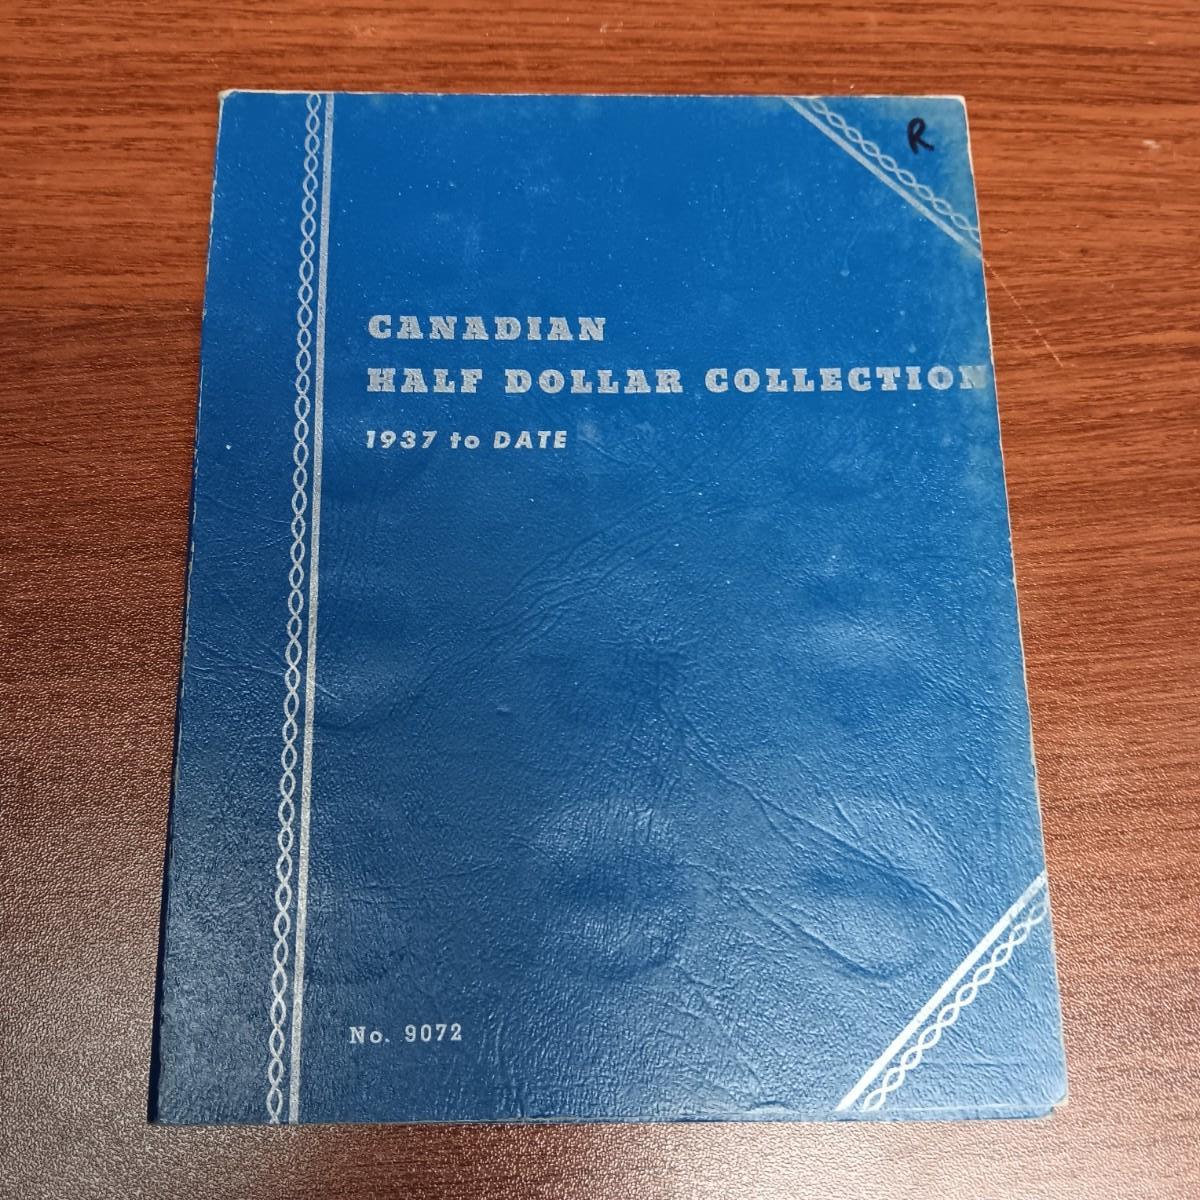 R
CANADIAN
HALF DOLLAR COLLECTION
1937 to DATE
No. 9072